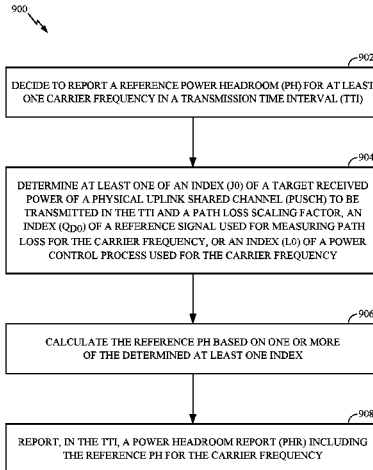 900
902
DECIDE TO REPORT A REFERENCE POWER HEADROOM (PH) FOR AT LEAST
ONE CARRIER FREQUENCY IN A TRANSMISSION TIME INTERVAL (TTI)
904
DETERMINE AT LEAST ONE OF AN INDEX (J0) OF A TARGET RECEIVED
POWER OF A PHYSICAL UPLINK SHARED CHANNEL (PUSCH) TO BE
TRANSMITTED IN THE TTI AND A PATH LOSS SCALING FACTOR, AN
INDEX (QD0) OF A REFERENCE SIGNAL USED FOR MEASURING PATH
LOSS FOR THE CARRIER FREQUENCY, OR AN INDEX (L0) OF A POWER
CONTROL PROCESS USED FOR THE CARRIER FREQUENCY
906
CALCULATE THE REFERENCE PH BASED ON ONE OR MORE
OF THE DETERMINED AT LEAST ONE INDEX
908
REPORT, IN THE TTI, A POWER HEADROOM REPORT (PHR) INCLUDING
THE REFERENCE PH FOR THE CARRIER FREQUENCY